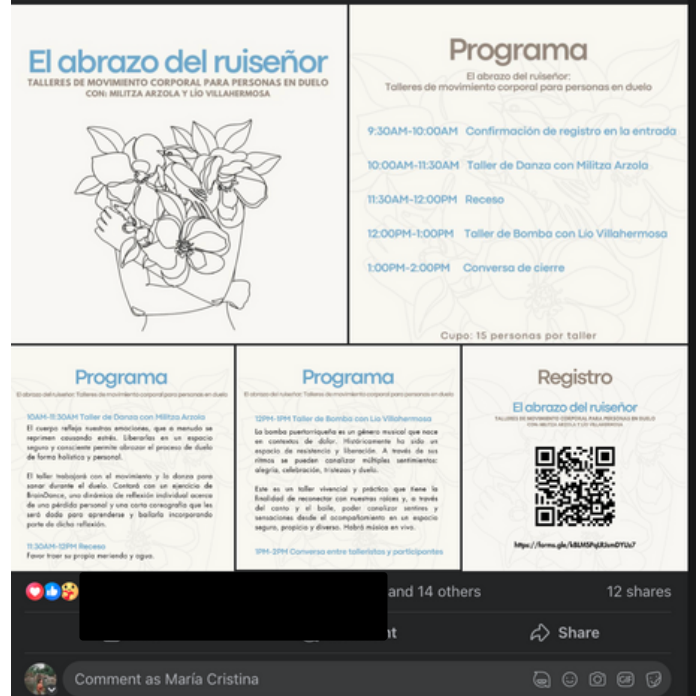 El abrazo del ruiseñor
TALLERES DE MOVIMIENTO CORPORAL PARA PERSONAS EN DUELO
CON: MILITZA ARZOLA Y LÍO VILLAHERMOSA
Programa
El abrazo del ruiseñor:
Talleres de movimiento corporal para personas en duelo
9:30AM-10:00AM Confirmación de registro en la entrada
10:00AM-11:30AM Taller de Danza con Militza Arzola
11:30AM-12:00PM Receso
12:00PM-1:00PM Taller de Bomba con Lío Villahermosa
1:00PM-2:00PM Conversa de cierre
Cupo: 15 personas por taller
Programa
El abrazo del ruiseñor: Talleres de movimiento corporal para personas en duelo
10AM-11:30AM Taller de Danza con Militza Arzola
El cuerpo refleja nuestras emociones, que a menudo se
reprimen causando estrés. Liberarlas en un espacio
seguro y consciente permite abrazar el proceso de duelo
de forma holística y personal.
El taller trabajará con el movimiento y la danza para
sanar durante el duelo. Contará con un ejercicio de
BrainDance, una dinámica de reflexión individual acerca
de una pérdida personal y una corta coreografía que les
será dada para aprenderse y bailarla incorporando
parte de dicha reflexión.
11:30AM-12PM Receso
Favor traer su propia merienda y agua.
Programa
El abrazo del ruiseñor: Talleres de movimiento corporal para personas en duelo
12PM-1PM Taller de Bomba con Lío Villahermosa
La bomba puertorriqueña es un género musical que nace
en contextos de dolor. Históricamente ha sido un
espacio de resistencia y liberación. A través de sus
ritmos se pueden canalizar múltiples sentimientos:
alegría, celebración, tristezas y duelo.
Este es un taller vivencial y práctico que tiene la
finalidad de reconectar con nuestras raíces y, a través
del canto y el baile, poder canalizar sentires y
sensaciones desde el acompañamiento en un espacio
seguro, propicio y diverso. Habrá música en vivo.
1PM-2PM Conversa entre talleristas y participantes
Registro
El abrazo del ruiseñor
TALLERES DE MOVIMIENTO CORPORAL PARA PERSONAS EN DUELO
CON: MILITZA ARZOLA Y LÍO VILLAHERMOSA
and 14 others
12 shares
Share
Comment as María Cristina
GIF